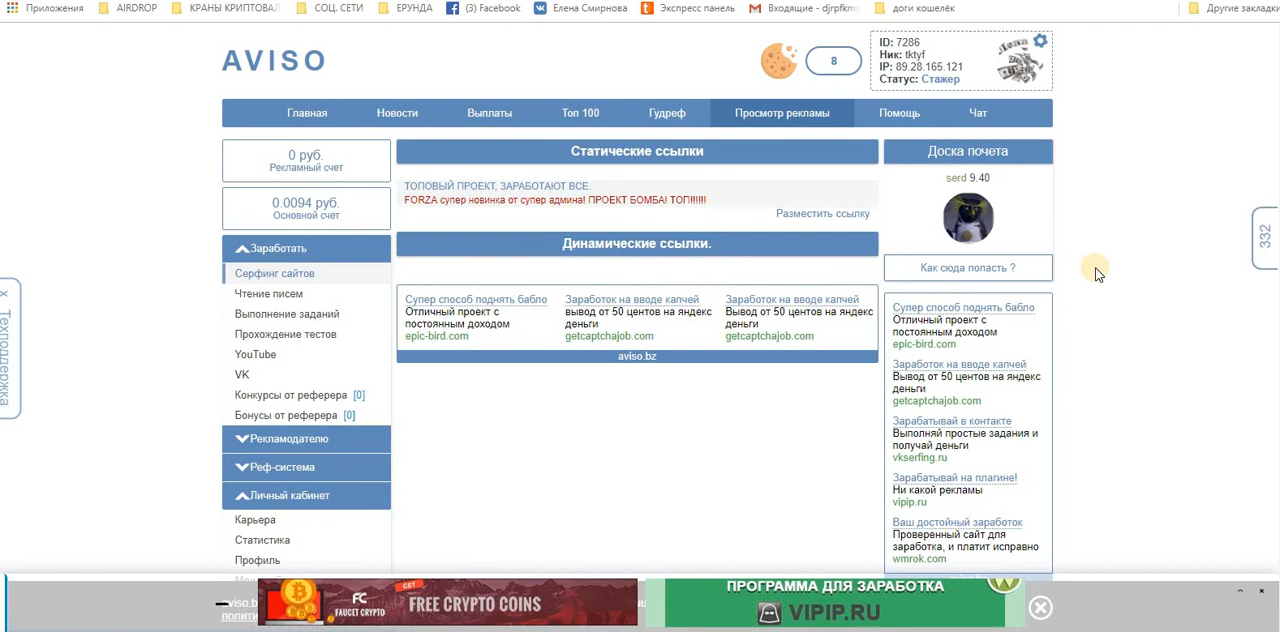 Приложения AIRDROP КРАНЫ КРИПТОВАЛ СОЦ. СЕТИ ЕРУНДА (3) Facebook Елена Смирнова Экспресс панель Входящие - djrpfkmy доги кошелёк Другие закладки
AVISO
8
ID: 7286
Ник: tktyf
IP: 89.28.165.121
Статус: Стажер
Главная Новости Выплаты Топ 100 Гудреф Просмотр рекламы Помощь Чат
0 руб.
Рекламный счет
0.0094 руб.
Основной счет
Заработать
Серфинг сайтов
Чтение писем
Выполнение заданий
Прохождение тестов
YouTube
VK
Конкурсы от реферера [0]
Бонусы от реферера [0]
Рекламодателю
Реф-система
Личный кабинет
Карьера
Статистика
Профиль
Статические ссылки
ТОПОВЫЙ ПРОЕКТ, ЗАРАБОТАЮТ ВСЕ.
FORZA супер новинка от супер админа! ПРОЕКТ БОМБА! ТОП!!!!!!
Разместить ссылку
Динамические ссылки.
Супер способ поднять бабло
Отличный проект с
постоянным доходом
epic-bird.com
Заработок на вводе капчей
вывод от 50 центов на яндекс
деньги
getcaptchajob.com
Заработок на вводе капчей
Вывод от 50 центов на яндекс
деньги
getcaptchajob.com
aviso.bz
Доска почета
serd 9.40
Как сюда попасть ?
Супер способ поднять бабло
Отличный проект с
постоянным доходом
epic-bird.com
Заработок на вводе капчей
Вывод от 50 центов на яндекс
деньги
getcaptchajob.com
Зарабатывай в контакте
Выполняй простые задания и
получай деньги
vkserfing.ru
Зарабатывай на плагине!
Ни какой рекламы
vipip.ru
Ваш достойный заработок
Проверенный сайт для
заработка, и платит исправно
wmrok.com
332
x Техподдержка
FC
FAUCET CRYPTO
GET
FREE CRYPTO COINS
ПРОГРАММА ДЛЯ ЗАРАБОТКА
VIPIP.RU